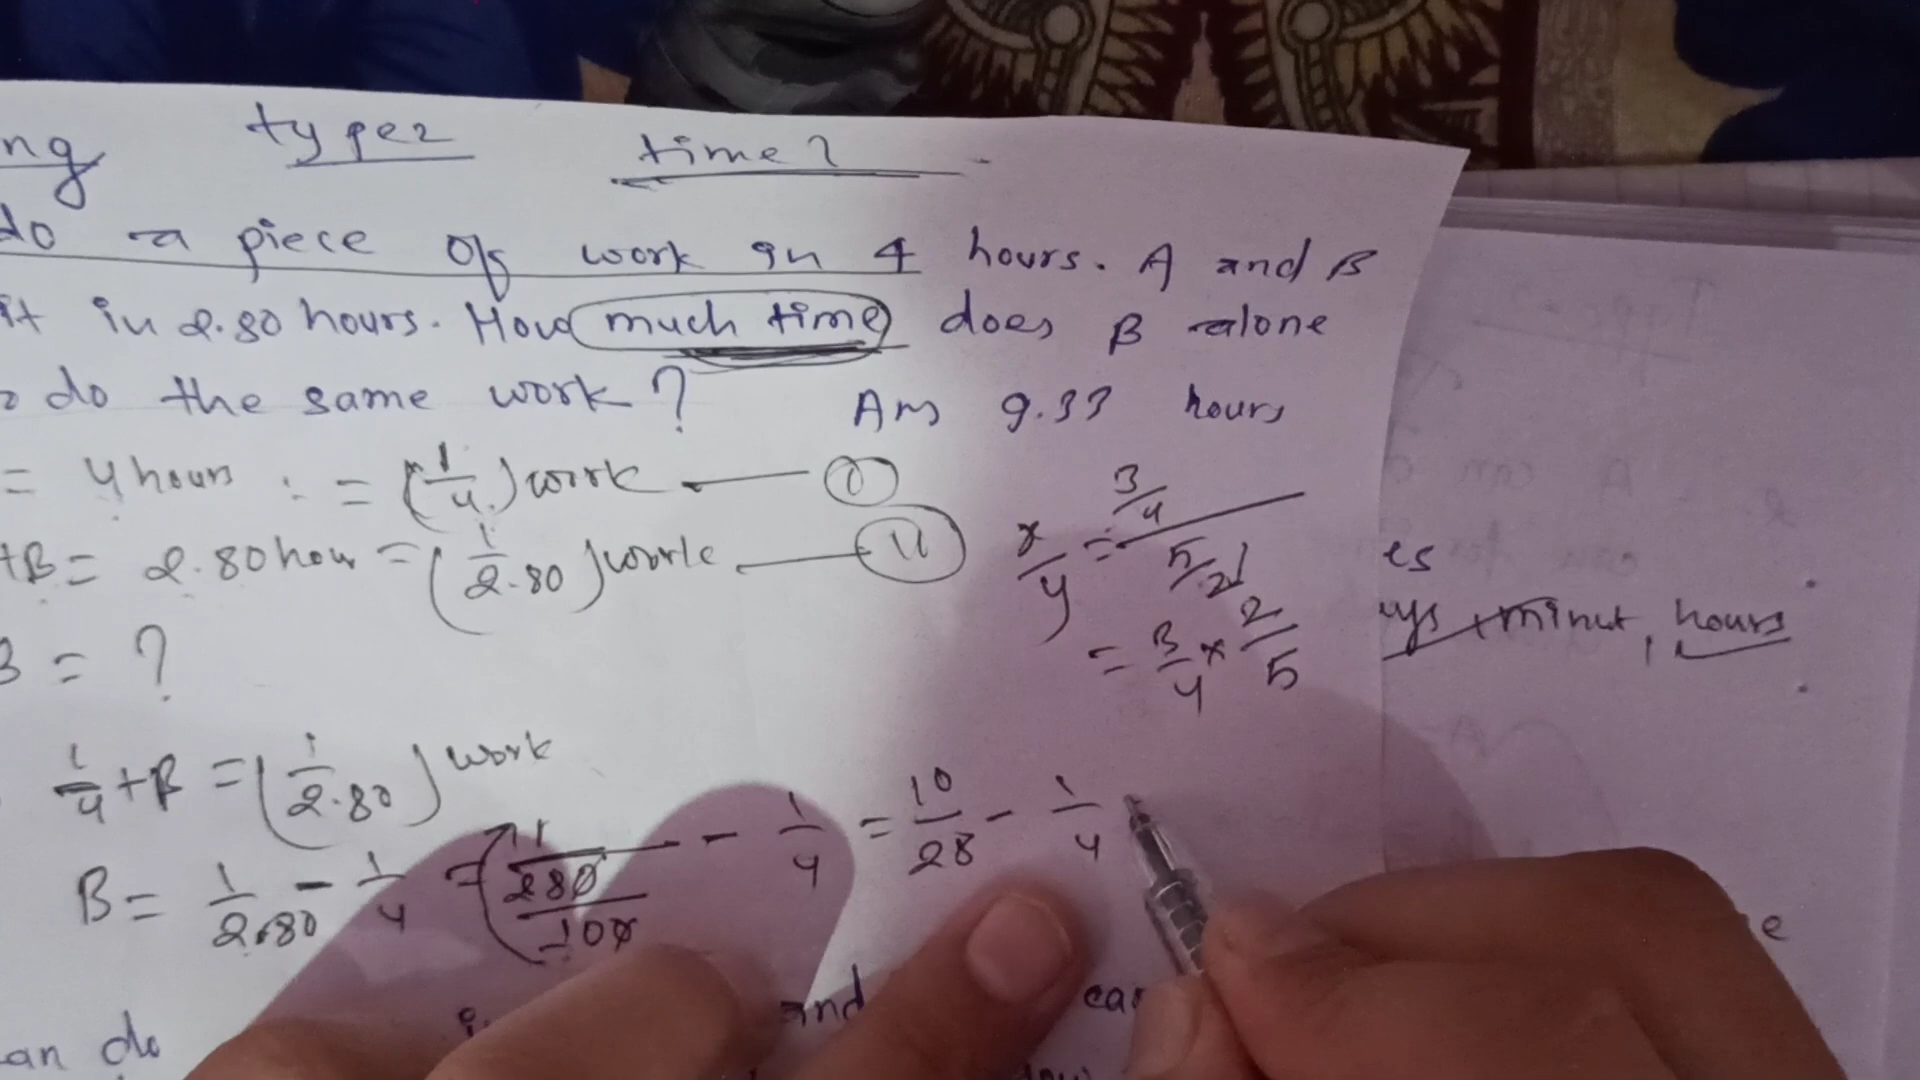 ng type2 time?
do a piece of work in 4 hours. A and B
it in 2.80 hours. How much time does B alone
do the same work? Ans 9.33 hours
= 4 hours = (1/4) work — (I)
+B = 2.80 hour = (1/2.80) work — (II)
x/y = 3/4 / 5/2
= 3/4 × 2/5
es
ays, minut, hours
B = ?
1/4 + B = (1/2.80) work
B = 1/2.80 - 1/4 = (1/280/100 - 1/4 = 10/28 - 1/4
e
an do
and can